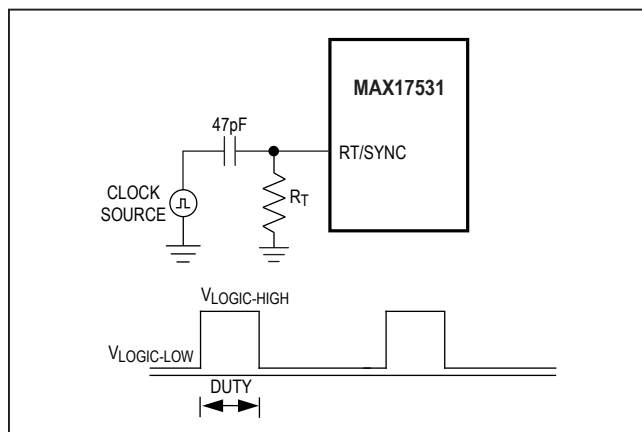 MAX17531
47pF
RT/SYNC
RT
CLOCK
SOURCE
VLOGIC-HIGH
VLOGIC-LOW
DUTY